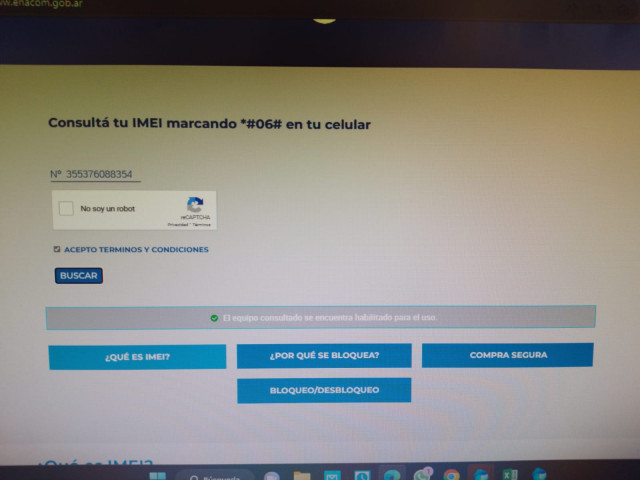 www.enacom.gob.ar
Consultá tu IMEI marcando *#06# en tu celular
Nº 355376088354
No soy un robot
reCAPTCHA
Privacidad - Términos
ACEPTO TERMINOS Y CONDICIONES
BUSCAR
El equipo consultado se encuentra habilitado para el uso.
¿QUÉ ES IMEI?
¿POR QUÉ SE BLOQUEA?
COMPRA SEGURA
BLOQUEO/DESBLOQUEO
¿Qué es IMEI?
Búsqueda